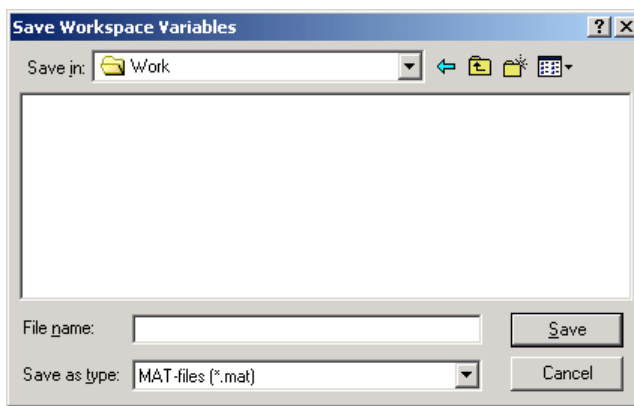 Save Workspace Variables
Save in: Work
File name: Save
Save as type: MAT-files (*.mat) Cancel